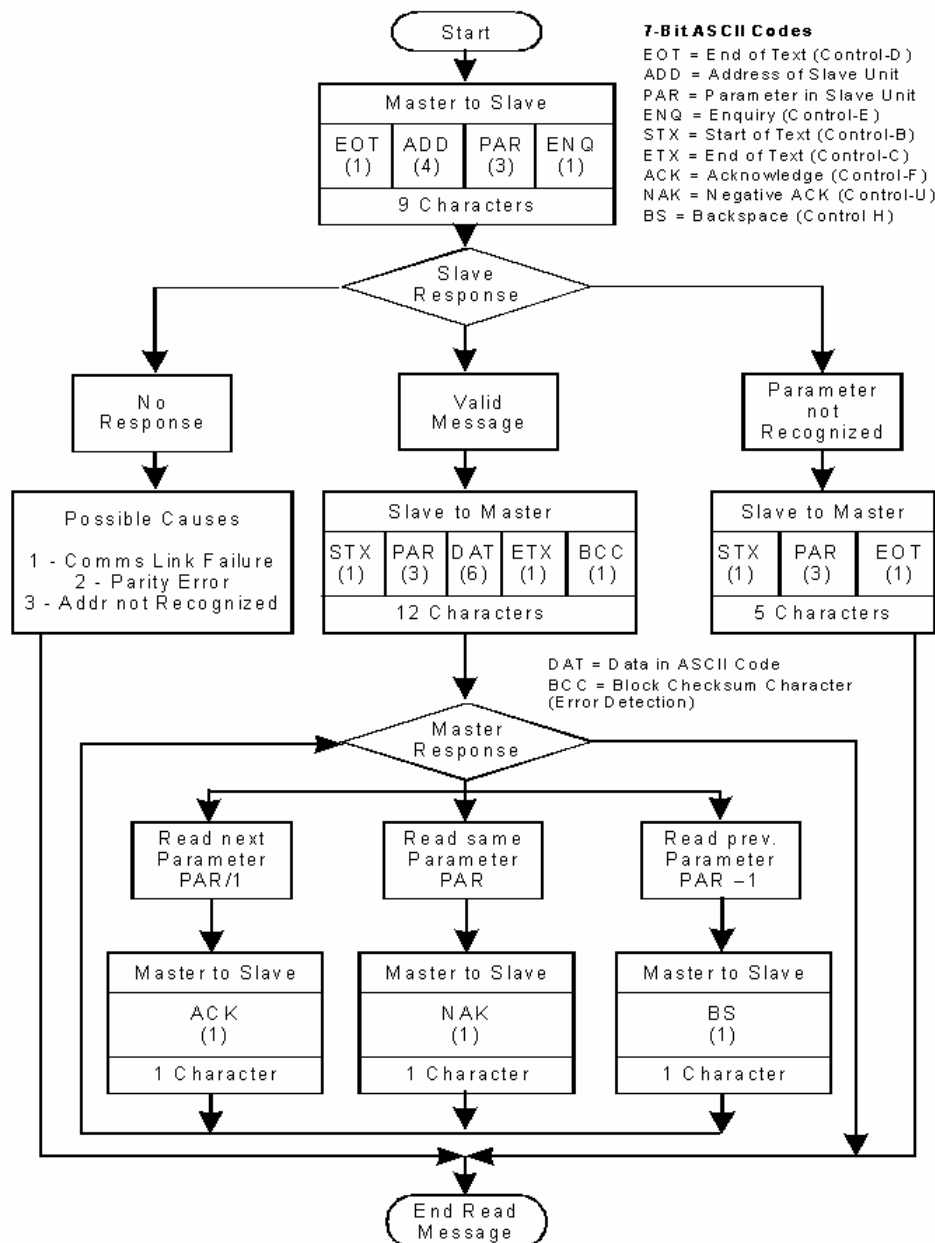 Start
7-Bit ASCII Codes
EOT = End of Text (Control-D)
ADD = Address of Slave Unit
PAR = Parameter in Slave Unit
ENQ = Enquiry (Control-E)
STX = Start of Text (Control-B)
ETX = End of Text (Control-C)
ACK = Acknowledge (Control-F)
NAK = Negative ACK (Control-U)
BS = Backspace (Control H)
Master to Slave
EOT ADD PAR ENQ
(1) (4) (3) (1)
9 Characters
Slave
Response
No
Response
Valid
Message
Parameter
not
Recognized
Possible Causes
1 - Comms Link Failure
2 - Parity Error
3 - Addr not Recognized
Slave to Master
STX PAR DAT ETX BCC
(1) (3) (6) (1) (1)
12 Characters
Slave to Master
STX PAR EOT
(1) (3) (1)
5 Characters
DAT = Data in ASCII Code
BCC = Block Checksum Character
(Error Detection)
Master
Response
Read next
Parameter
PAR/1
Read same
Parameter
PAR
Read prev.
Parameter
PAR –1
Master to Slave
ACK
(1)
1 Character
Master to Slave
NAK
(1)
1 Character
Master to Slave
BS
(1)
1 Character
End Read
Message